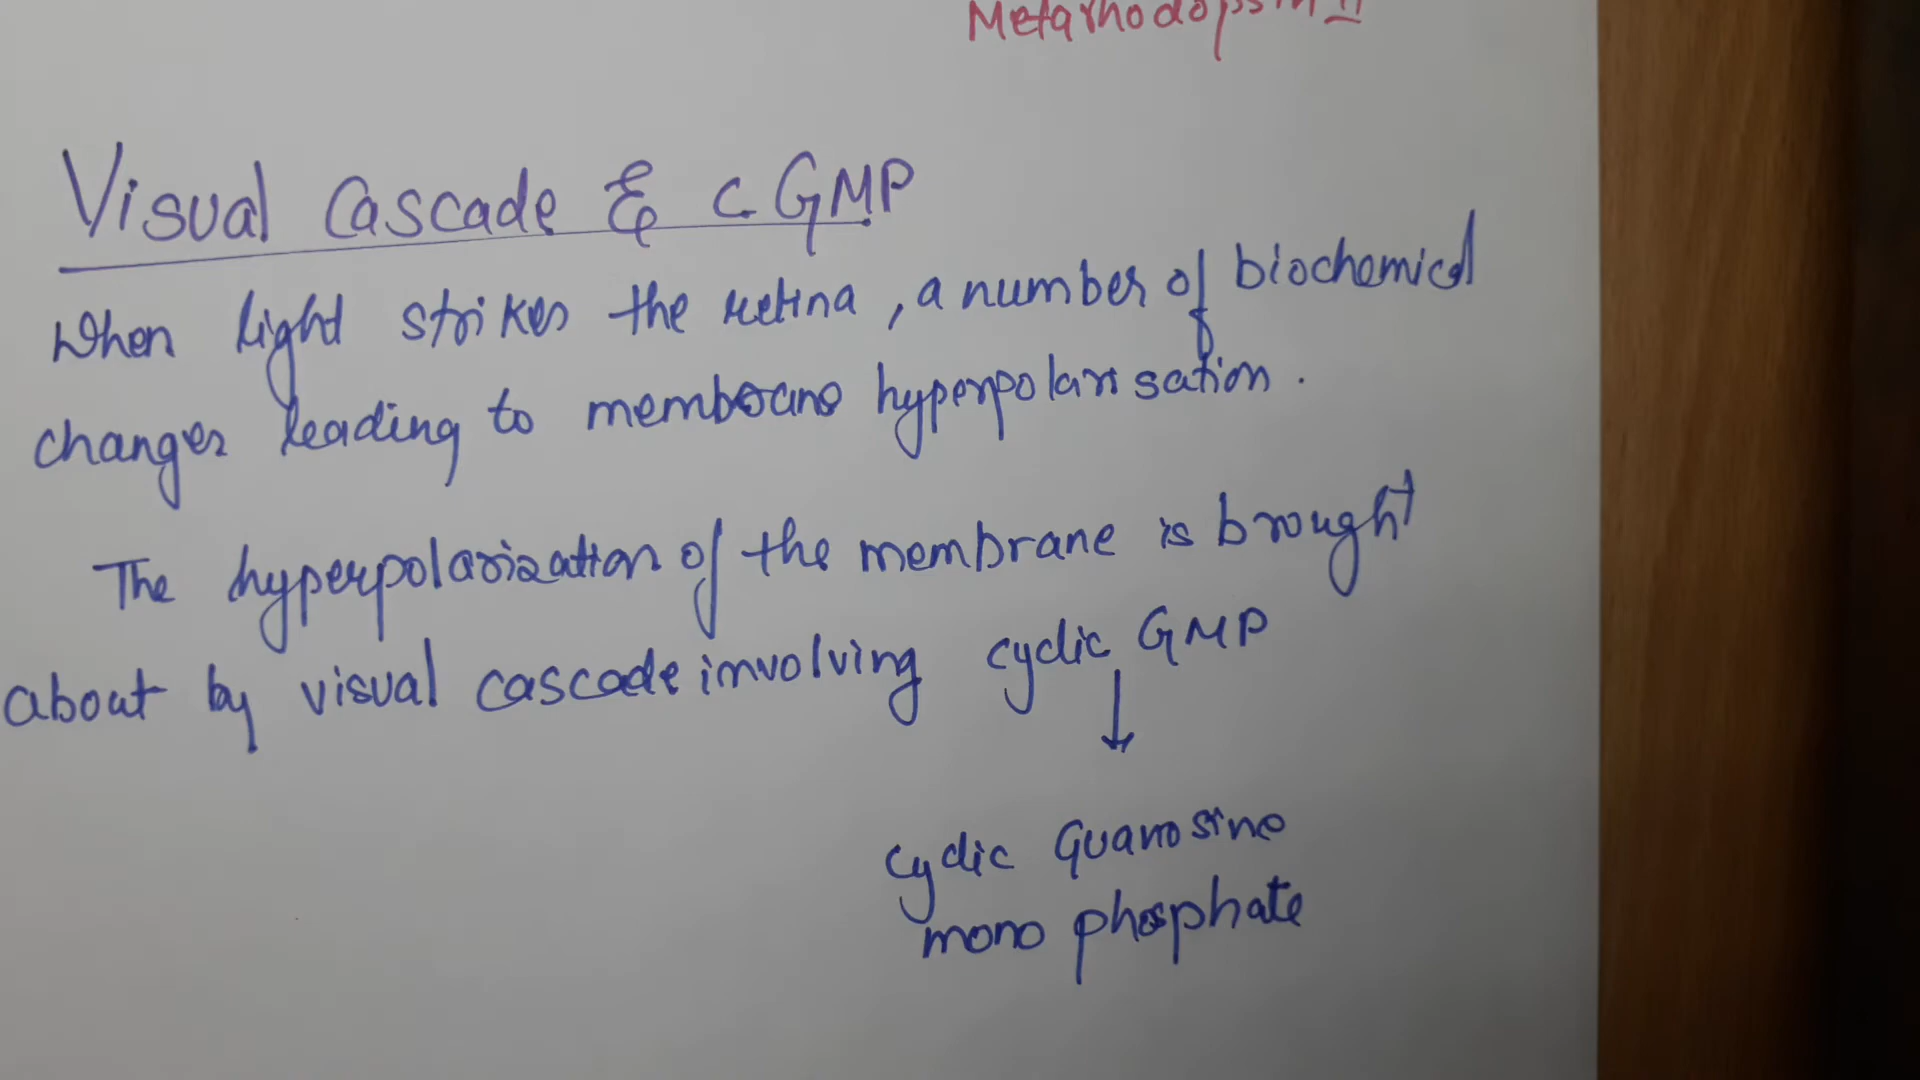 Metarhodopsin II
Visual Cascade & cGMP
When light strikes the retina, a number of biochemical
changes leading to membrane hyperpolarisation.
The hyperpolarization of the membrane is brought
about by visual cascade involving cyclic GMP
↓
cyclic Guanosine
mono phosphate